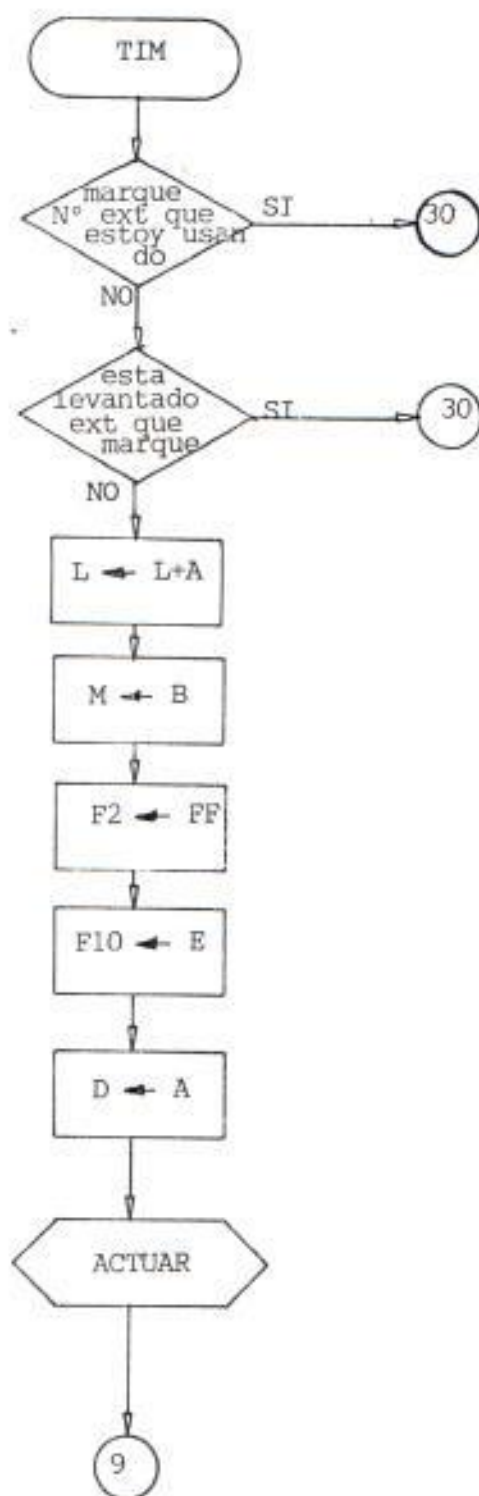 TIM
marque
N° ext que
estoy usan
do
SI
30
NO
esta
levantado
ext que
marque
SI
30
NO
L ← L+A
M ← B
F2 ← FF
F10 ← E
D ← A
ACTUAR
9